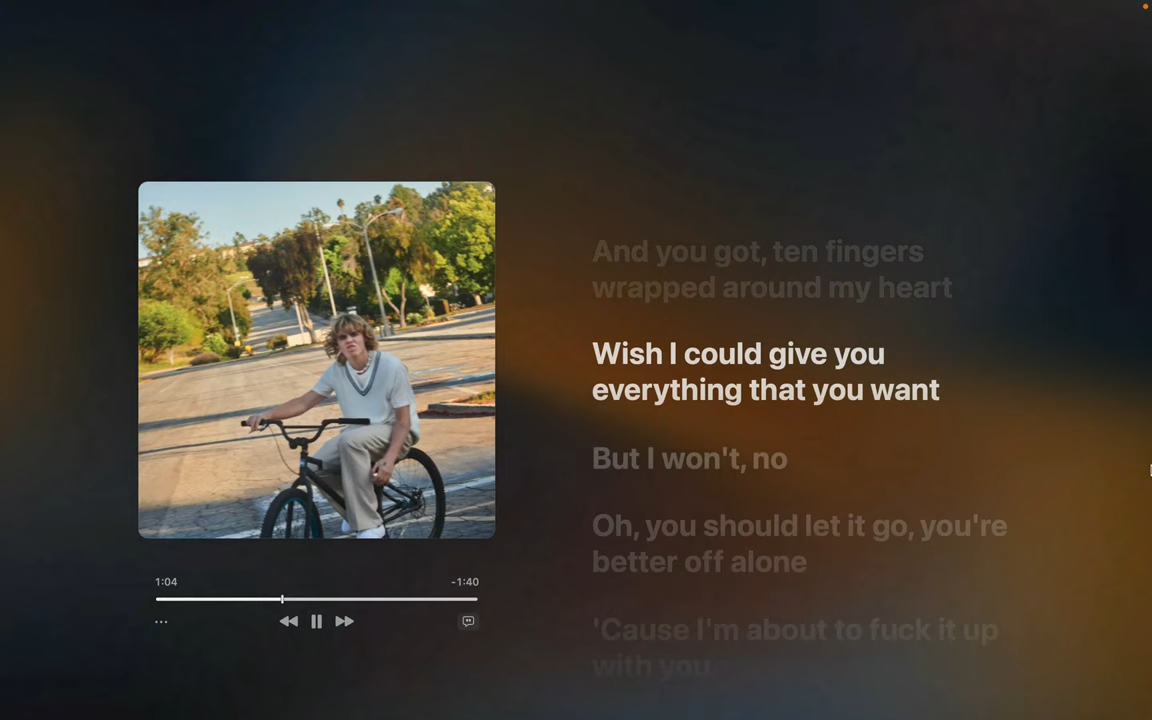 And you got, ten fingers
wrapped around my heart
Wish I could give you
everything that you want
But I won't, no
Oh, you should let it go, you're
better off alone
'Cause I'm about to fuck it up
with you
1:04
-1:40